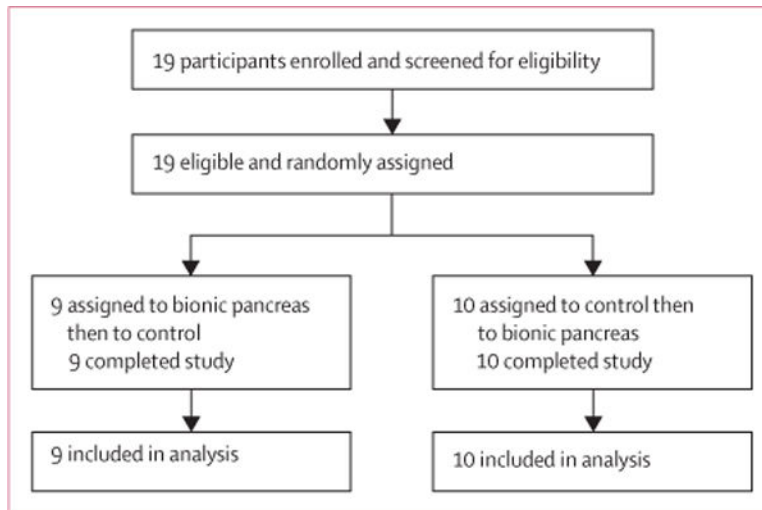 19 participants enrolled and screened for eligibility
19 eligible and randomly assigned
9 assigned to bionic pancreas
then to control
9 completed study
10 assigned to control then
to bionic pancreas
10 completed study
9 included in analysis
10 included in analysis